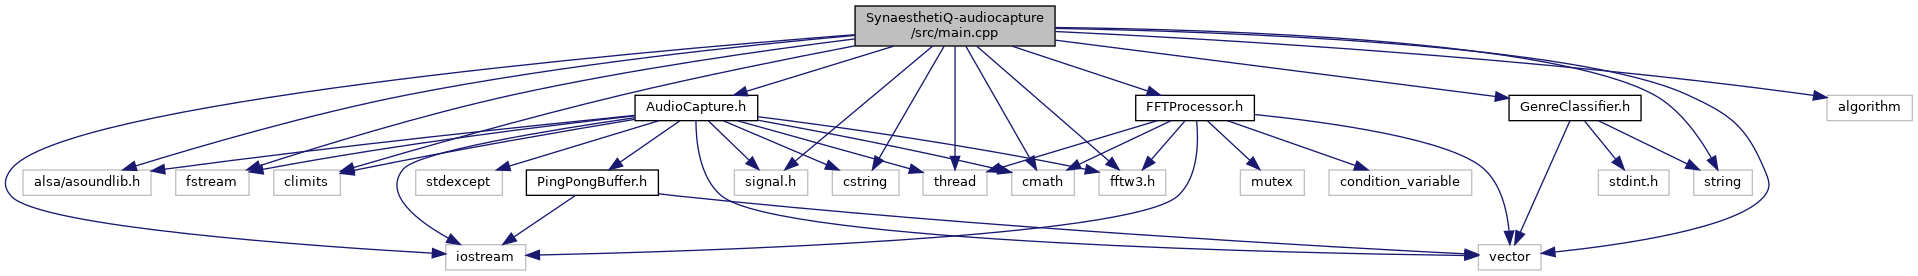 SynaesthetiQ-audiocapture
/src/main.cpp
AudioCapture.h
FFTProcessor.h
GenreClassifier.h
algorithm
alsa/asoundlib.h
fstream
climits
stdexcept
PingPongBuffer.h
signal.h
cstring
thread
cmath
fftw3.h
mutex
condition_variable
stdint.h
string
iostream
vector